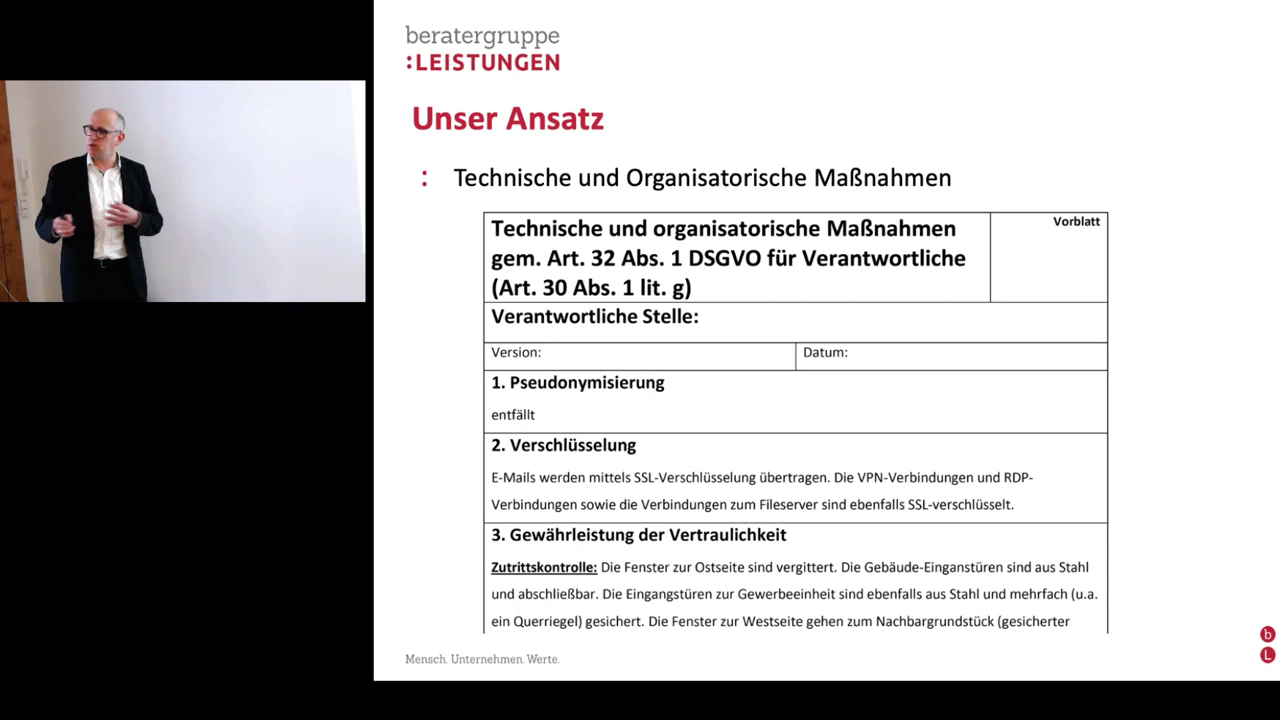 beratergruppe
:LEISTUNGEN
Unser Ansatz
: Technische und Organisatorische Maßnahmen
Technische und organisatorische Maßnahmen
gem. Art. 32 Abs. 1 DSGVO für Verantwortliche
(Art. 30 Abs. 1 lit. g)
Vorblatt
Verantwortliche Stelle:
Version:
Datum:
1. Pseudonymisierung
entfällt
2. Verschlüsselung
E-Mails werden mittels SSL-Verschlüsselung übertragen. Die VPN-Verbindungen und RDP-
Verbindungen sowie die Verbindungen zum Fileserver sind ebenfalls SSL-verschlüsselt.
3. Gewährleistung der Vertraulichkeit
Zutrittskontrolle: Die Fenster zur Ostseite sind vergittert. Die Gebäude-Einganstüren sind aus Stahl
und abschließbar. Die Eingangstüren zur Gewerbeeinheit sind ebenfalls aus Stahl und mehrfach (u.a.
ein Querriegel) gesichert. Die Fenster zur Westseite gehen zum Nachbargrundstück (gesicherter
Mensch. Unternehmen. Werte.
b
L